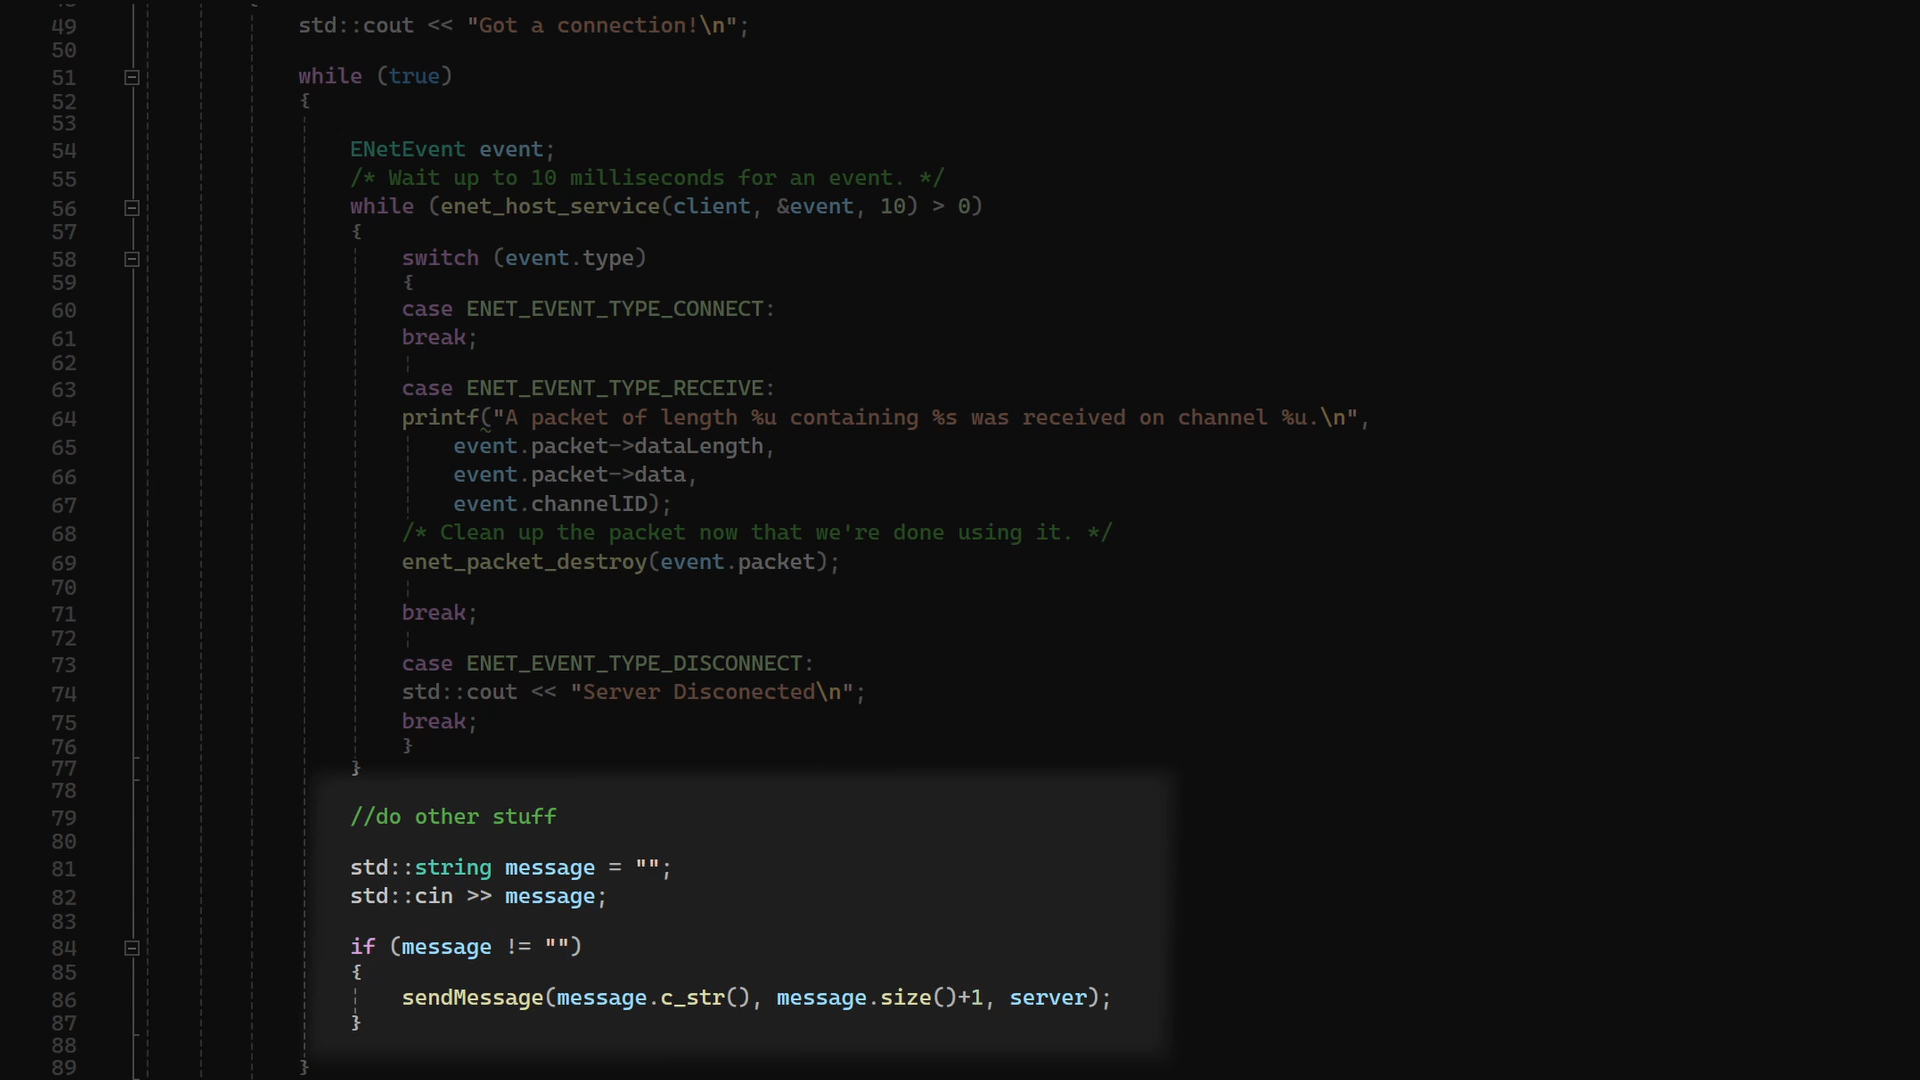 49 std::cout << "Got a connection!\n";
50
51 while (true)
52 {
53
54 ENetEvent event;
55 /* Wait up to 10 milliseconds for an event. */
56 while (enet_host_service(client, &event, 10) > 0)
57 {
58 switch (event.type)
59 {
60 case ENET_EVENT_TYPE_CONNECT:
61 break;
62
63 case ENET_EVENT_TYPE_RECEIVE:
64 printf("A packet of length %u containing %s was received on channel %u.\n",
65 event.packet->dataLength,
66 event.packet->data,
67 event.channelID);
68 /* Clean up the packet now that we're done using it. */
69 enet_packet_destroy(event.packet);
70
71 break;
72
73 case ENET_EVENT_TYPE_DISCONNECT:
74 std::cout << "Server Disconected\n";
75 break;
76 }
77 }
78
79 //do other stuff
80
81 std::string message = "";
82 std::cin >> message;
83
84 if (message != "")
85 {
86 sendMessage(message.c_str(), message.size()+1, server);
87 }
88
89 }